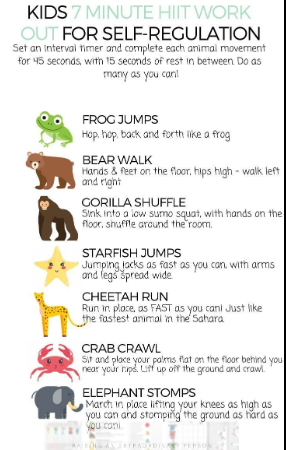 KIDS 7 MINUTE HIIT WORK
OUT FOR SELF-REGULATION
Set an interval timer and complete each animal movement
for 45 seconds, with 15 seconds of rest in between. Do as
many as you can!
FROG JUMPS
Hop, hop, back and forth like a frog
BEAR WALK
Hands & feet on the floor, hips high - walk left
and right
GORILLA SHUFFLE
Sink into a low sumo squat, with hands on the
floor, shuffle around the room.
STARFISH JUMPS
Jumping jacks as fast as you can, with arms
and legs spread wide.
CHEETAH RUN
Run in place, as FAST as you can! Just like
the fastest animal in the Sahara.
CRAB CRAWL
Sit and place your palms flat on the floor behind you
near your hips. Lift up off the ground and crawl.
ELEPHANT STOMPS
March in place lifting your knees as high as
you can and stomping the ground as hard as
you can!